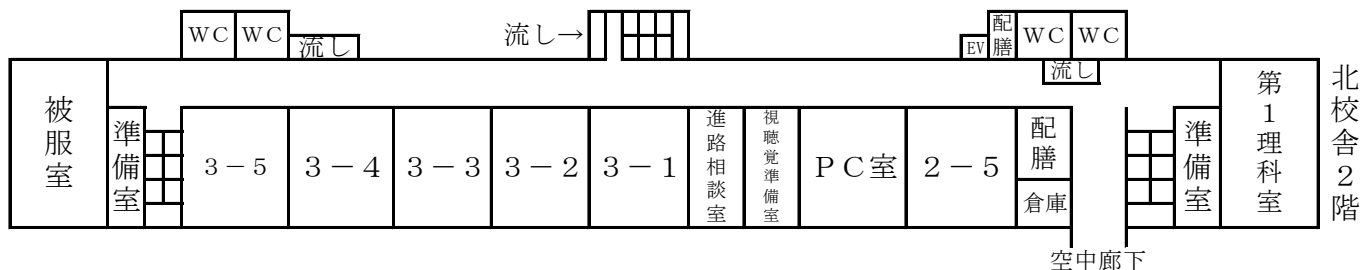 ＷＣ
ＷＣ
流し
流し→
EV
配膳
ＷＣ
ＷＣ
流し
被服室
準備室
３－５
３－４
３－３
３－２
３－１
進路相談室
視聴覚準備室
ＰＣ室
２－５
配膳
倉庫
準備室
第１理科室
北校舎２階
空中廊下